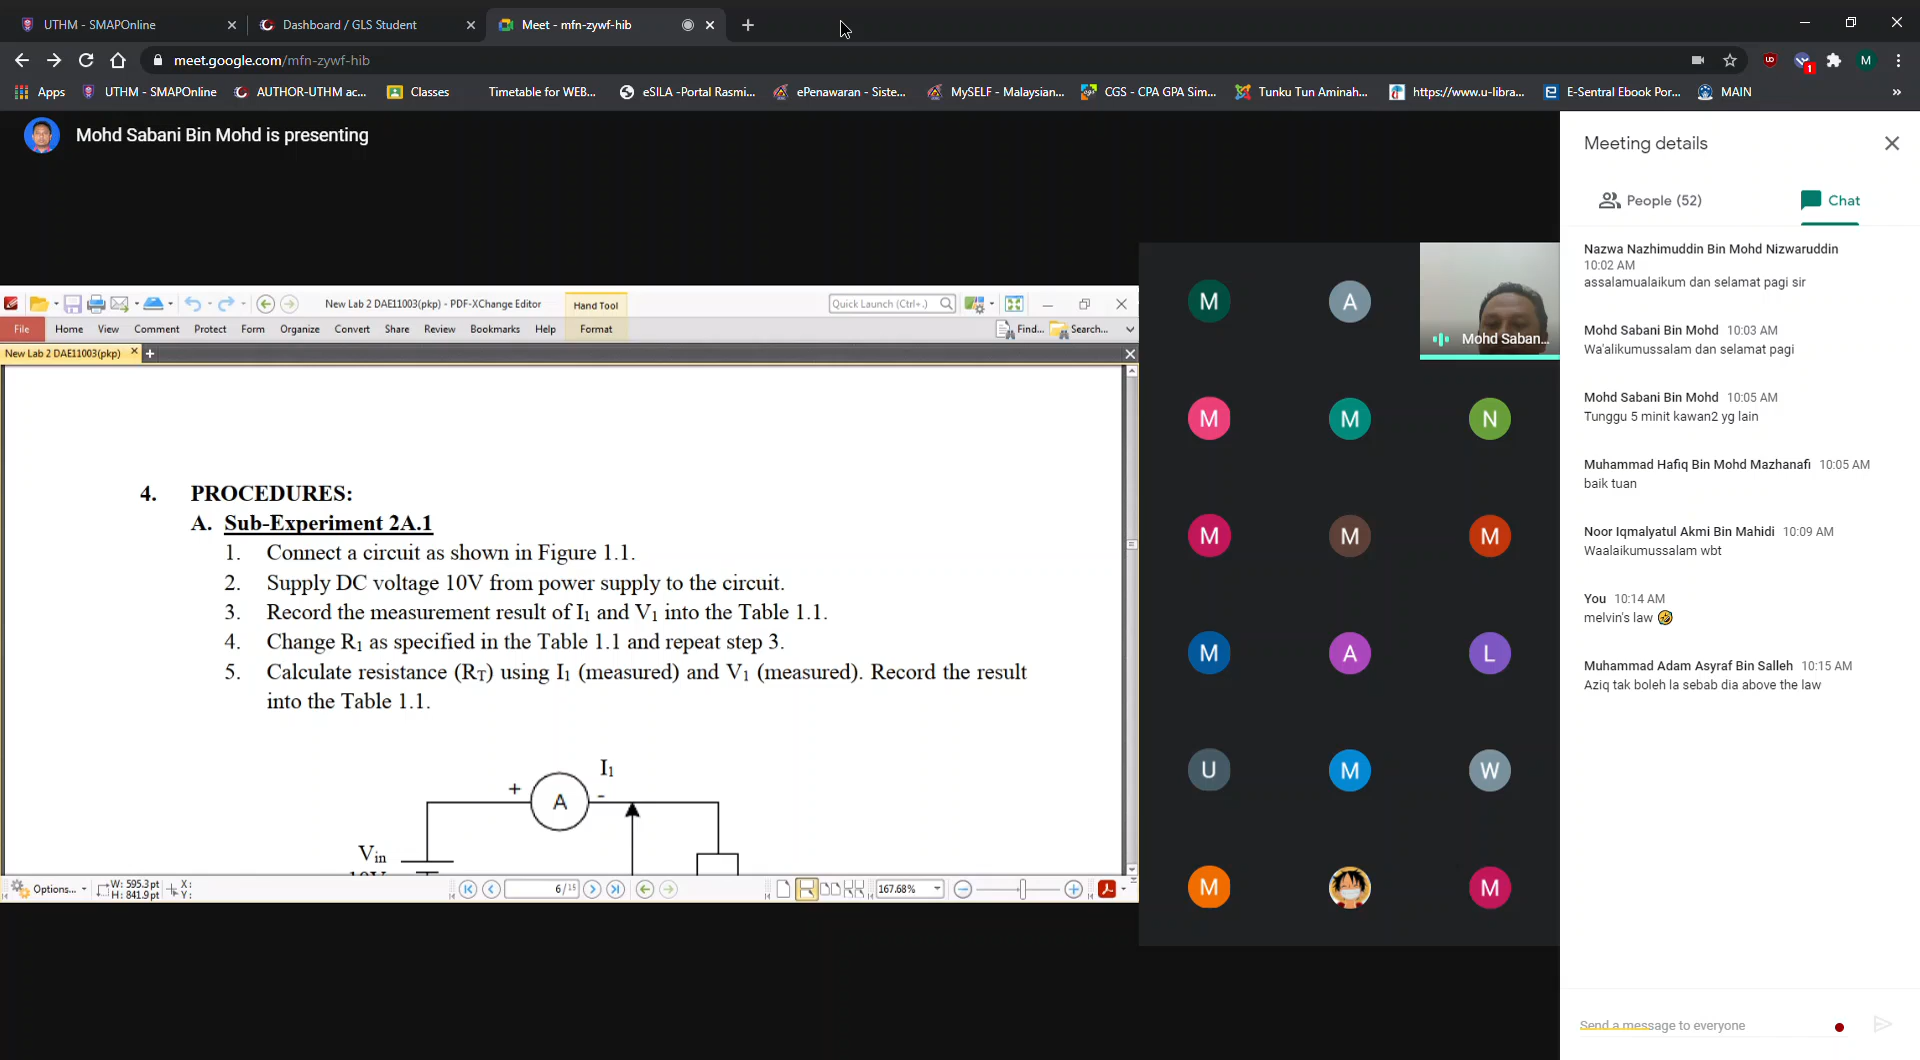 UTHM - SMAPOnline
Dashboard / GLS Student
Meet - mfn-zywf-hib
meet.google.com/mfn-zywf-hib
UD
1
M
Apps
UTHM - SMAPOnline
AUTHOR-UTHM ac...
Classes
Timetable for WEB...
eSILA -Portal Rasmi...
ePenawaran - Siste...
MySELF - Malaysian...
CGS - CPA GPA Sim...
Tunku Tun Aminah...
https://www.u-libra...
E-Sentral Ebook Por...
MAIN
»
Mohd Sabani Bin Mohd is presenting
New Lab 2 DAE11003(pkp) - PDF-XChange Editor
Hand Tool
Quick Launch (Ctrl+.)
File
Home
View
Comment
Protect
Form
Organize
Convert
Share
Review
Bookmarks
Help
Format
Find...
Search...
New Lab 2 DAE11003(pkp)
4. PROCEDURES:
A. Sub-Experiment 2A.1
1. Connect a circuit as shown in Figure 1.1.
2. Supply DC voltage 10V from power supply to the circuit.
3. Record the measurement result of I1 and V1 into the Table 1.1.
4. Change R1 as specified in the Table 1.1 and repeat step 3.
5. Calculate resistance (RT) using I1 (measured) and V1 (measured). Record the result
into the Table 1.1.
I1
+ A -
Vin
10V
Options...
W: 595.3pt
H: 841.9pt
X:
Y:
6 / 15
167.68%
M
A
Mohd Saban...
M
M
N
M
M
M
M
A
L
U
M
W
M
M
Meeting details
People (52)
Chat
Nazwa Nazhimuddin Bin Mohd Nizwaruddin
10:02 AM
assalamualaikum dan selamat pagi sir
Mohd Sabani Bin Mohd 10:03 AM
Wa'alikumussalam dan selamat pagi
Mohd Sabani Bin Mohd 10:05 AM
Tunggu 5 minit kawan2 yg lain
Muhammad Hafiq Bin Mohd Mazhanafi 10:05 AM
baik tuan
Noor Iqmalyatul Akmi Bin Mahidi 10:09 AM
Waalaikumussalam wbt
You 10:14 AM
melvin's law 🤣
Muhammad Adam Asyraf Bin Salleh 10:15 AM
Aziq tak boleh la sebab dia above the law
Send a message to everyone